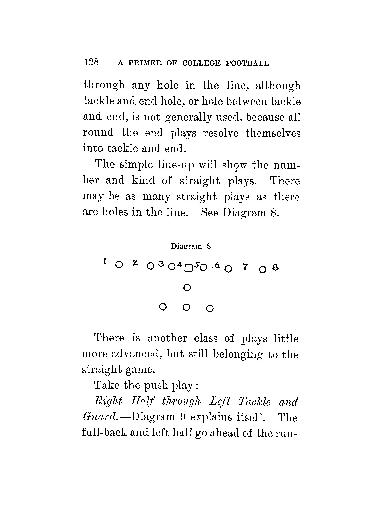 128 A PRIMER OF COLLEGE FOOTBALL
through any hole in the line, although
tackle and end hole, or hole between tackle
and end, is not generally used, because all
round the end plays resolve themselves
into tackle and end.
The simple line-up will show the num-
ber and kind of straight plays. There
may be as many straight plays as there
are holes in the line. See Diagram 8.
Diagram 8
1 2 3 4 5 6 7 8
There is another class of plays little
more advanced, but still belonging to the
straight game.
Take the push play:
Right Half through Left Tackle and
Guard.—Diagram 9 explains itself. The
full-back and left half go ahead of the run-